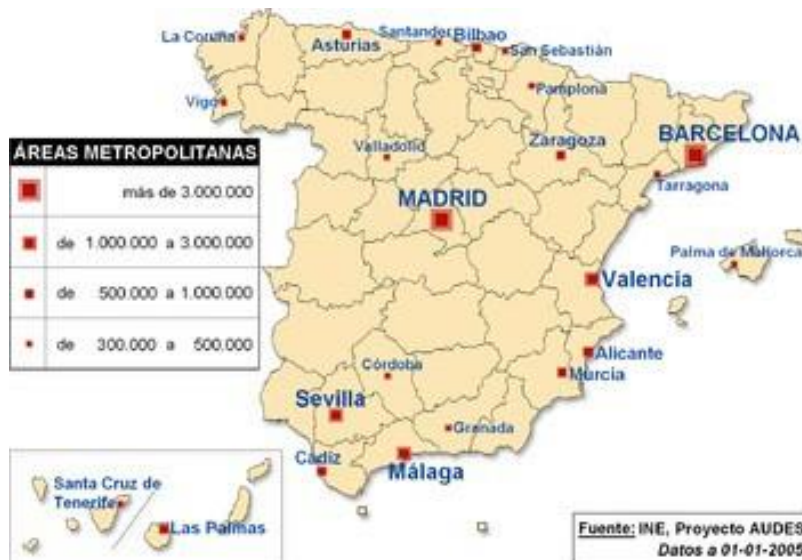 La Coruña
Asturias
Santander
Bilbao
San Sebastián
Vigo
Pamplona
Valladolid
Zaragoza
BARCELONA
Tarragona
ÁREAS METROPOLITANAS
más de 3.000.000
de 1.000.000 a 3.000.000
de 500.000 a 1.000.000
de 300.000 a 500.000
MADRID
Palma de Mallorca
Valencia
Alicante
Murcia
Córdoba
Sevilla
Granada
Cádiz
Málaga
Santa Cruz de
Tenerife
Las Palmas
Fuente: INE, Proyecto AUDES
Datos a 01-01-2005